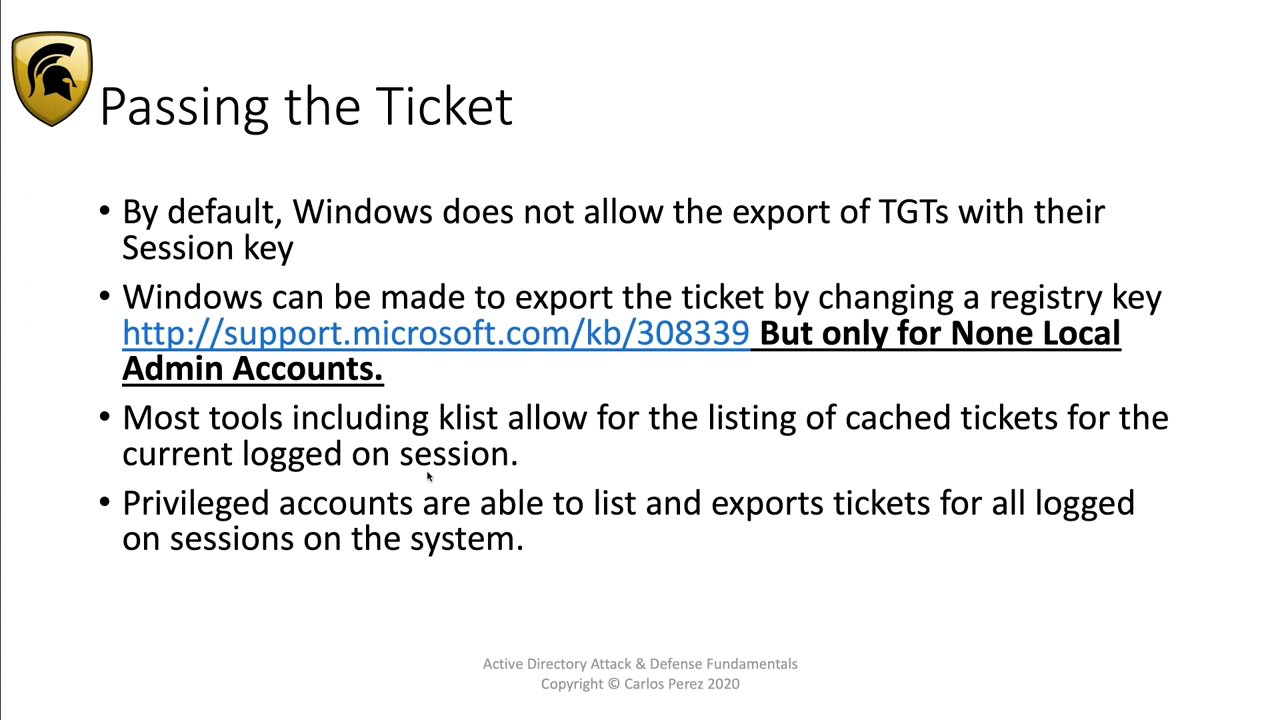 Passing the Ticket
• By default, Windows does not allow the export of TGTs with their
Session key
• Windows can be made to export the ticket by changing a registry key
http://support.microsoft.com/kb/308339 But only for None Local
Admin Accounts.
• Most tools including klist allow for the listing of cached tickets for the
current logged on session.
• Privileged accounts are able to list and exports tickets for all logged
on sessions on the system.
Active Directory Attack & Defense Fundamentals
Copyright © Carlos Perez 2020